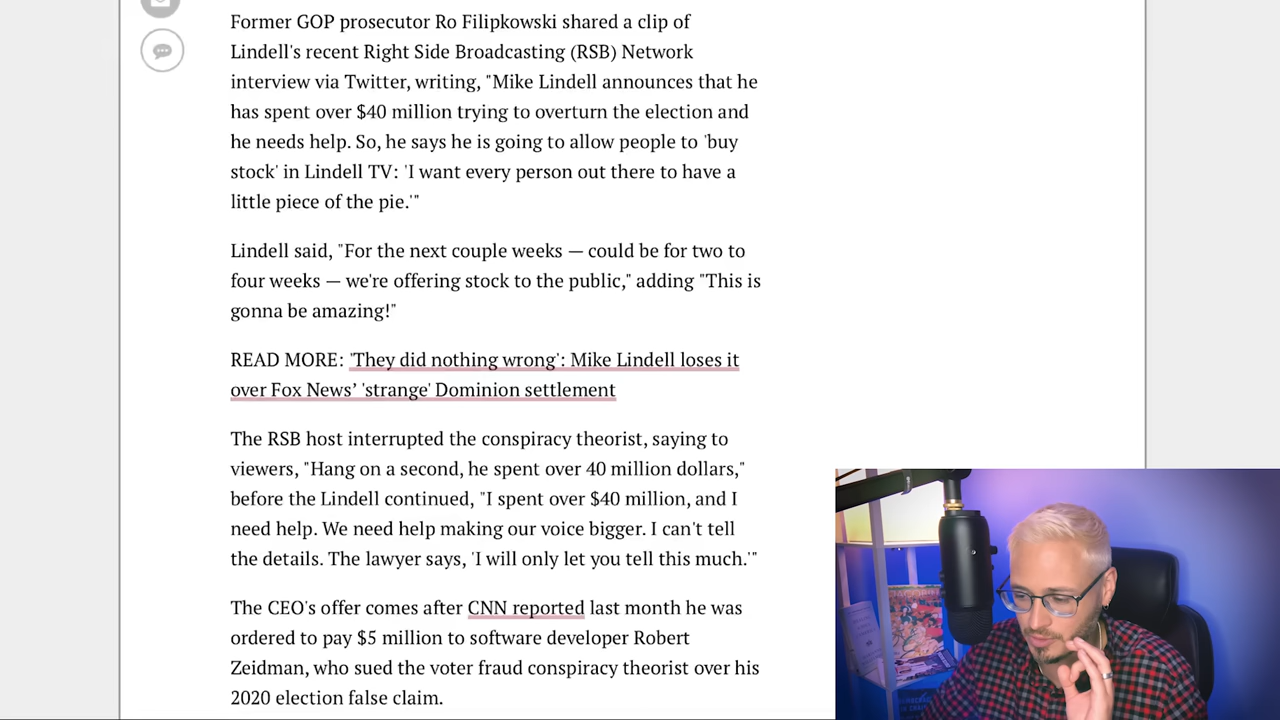 Former GOP prosecutor Ro Filipkowski shared a clip of
Lindell's recent Right Side Broadcasting (RSB) Network
interview via Twitter, writing, "Mike Lindell announces that he
has spent over $40 million trying to overturn the election and
he needs help. So, he says he is going to allow people to 'buy
stock' in Lindell TV: 'I want every person out there to have a
little piece of the pie.'"
Lindell said, "For the next couple weeks — could be for two to
four weeks — we're offering stock to the public," adding "This is
gonna be amazing!"
READ MORE: 'They did nothing wrong': Mike Lindell loses it
over Fox News’ 'strange' Dominion settlement
The RSB host interrupted the conspiracy theorist, saying to
viewers, "Hang on a second, he spent over 40 million dollars,"
before the Lindell continued, "I spent over $40 million, and I
need help. We need help making our voice bigger. I can't tell
the details. The lawyer says, 'I will only let you tell this much.'"
The CEO's offer comes after CNN reported last month he was
ordered to pay $5 million to software developer Robert
Zeidman, who sued the voter fraud conspiracy theorist over his
2020 election false claim.